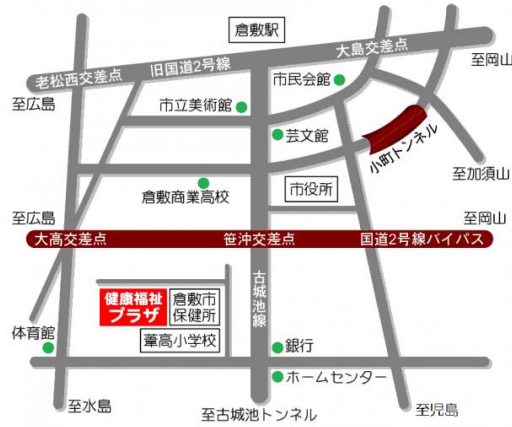 倉敷駅
大島交差点
至岡山
旧国道2号線
老松西交差点
市民会館
至広島
市立美術館
芸文館
小町トンネル
至加須山
倉敷商業高校
市役所
至広島
至岡山
大高交差点
笹沖交差点
国道2号線バイパス
古城池線
健康福祉
プラザ
倉敷市
保健所
葦高小学校
体育館
銀行
ホームセンター
至水島
至古城池トンネル
至児島